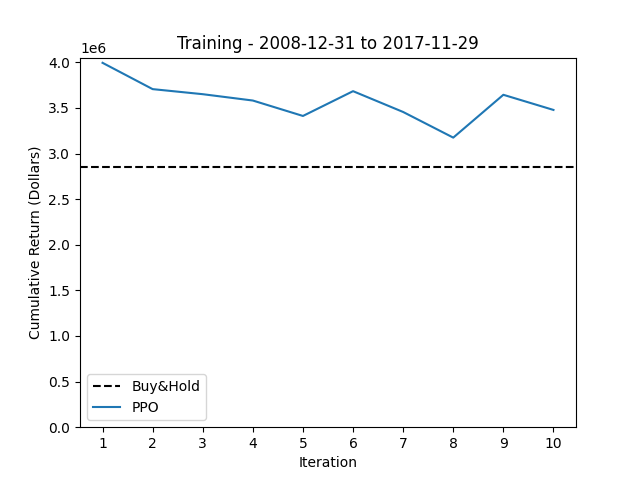 Training - 2008-12-31 to 2017-11-29
1e6
4.0
3.5
3.0
2.5
2.0
1.5
1.0
0.5
0.0
Cumulative Return (Dollars)
Buy&Hold
PPO
1 2 3 4 5 6 7 8 9 10
Iteration